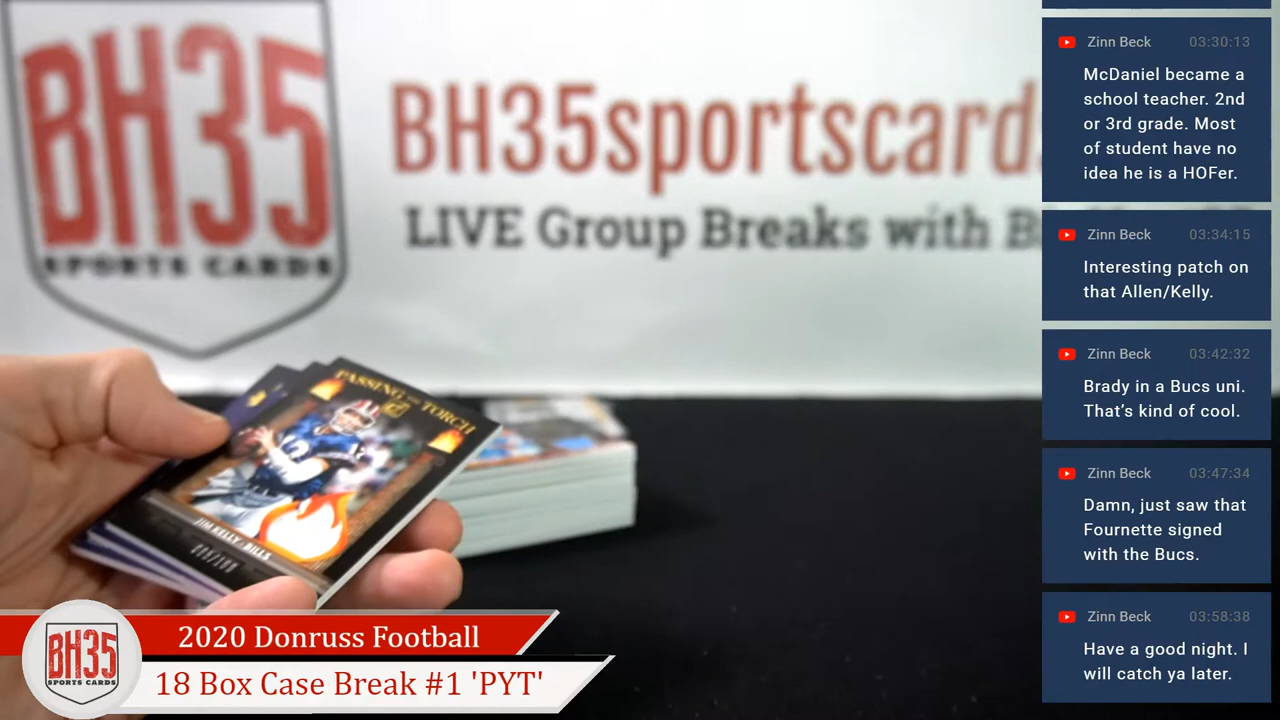 BH35
SPORTS CARDS
BH35sportscards
LIVE Group Breaks with
PASSING THE TORCH
JIM KELLY - BILLS
2020 Donruss Football
18 Box Case Break #1 'PYT'
BH35
SPORTS CARDS
Zinn Beck 03:30:13
McDaniel became a
school teacher. 2nd
or 3rd grade. Most
of student have no
idea he is a HOFer.
Zinn Beck 03:34:15
Interesting patch on
that Allen/Kelly.
Zinn Beck 03:42:32
Brady in a Bucs uni.
That's kind of cool.
Zinn Beck 03:47:34
Damn, just saw that
Fournette signed
with the Bucs.
Zinn Beck 03:58:38
Have a good night. I
will catch ya later.